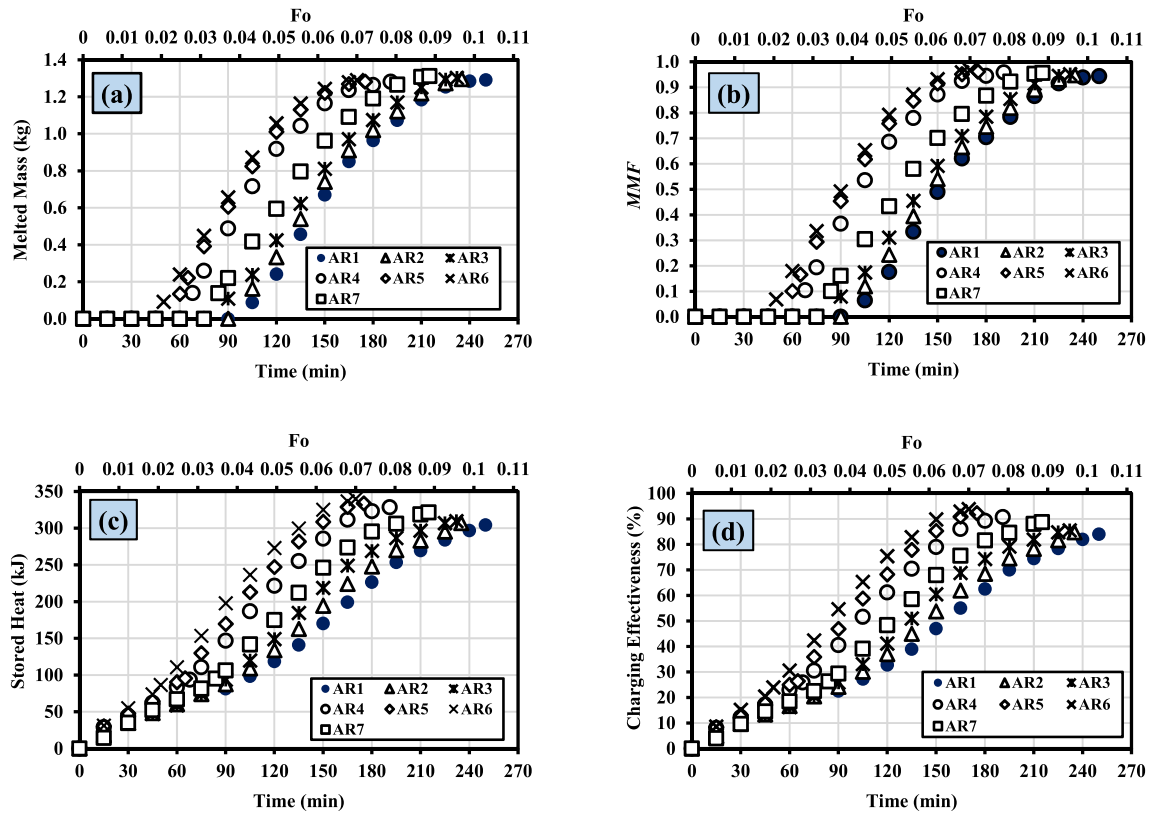 Fo
0 0.01 0.02 0.03 0.04 0.05 0.06 0.07 0.08 0.09 0.1 0.11
1.4
1.2
1.0
0.8
0.6
0.4
0.2
0.0
Melted Mass (kg)
(a)
AR1 AR2 AR3
AR4 AR5 AR6
AR7
0 30 60 90 120 150 180 210 240 270
Time (min)
Fo
0 0.01 0.02 0.03 0.04 0.05 0.06 0.07 0.08 0.09 0.1 0.11
1.0
0.9
0.8
0.7
0.6
0.5
0.4
0.3
0.2
0.1
0.0
MMF
(b)
AR1 AR2 AR3
AR4 AR5 AR6
AR7
0 30 60 90 120 150 180 210 240 270
Time (min)
Fo
0 0.01 0.02 0.03 0.04 0.05 0.06 0.07 0.08 0.09 0.1 0.11
350
300
250
200
150
100
50
0
Stored Heat (kJ)
(c)
AR1 AR2 AR3
AR4 AR5 AR6
AR7
0 30 60 90 120 150 180 210 240 270
Time (min)
Fo
0 0.01 0.02 0.03 0.04 0.05 0.06 0.07 0.08 0.09 0.1 0.11
100
90
80
70
60
50
40
30
20
10
0
Charging Effectiveness (%)
(d)
AR1 AR2 AR3
AR4 AR5 AR6
AR7
0 30 60 90 120 150 180 210 240 270
Time (min)